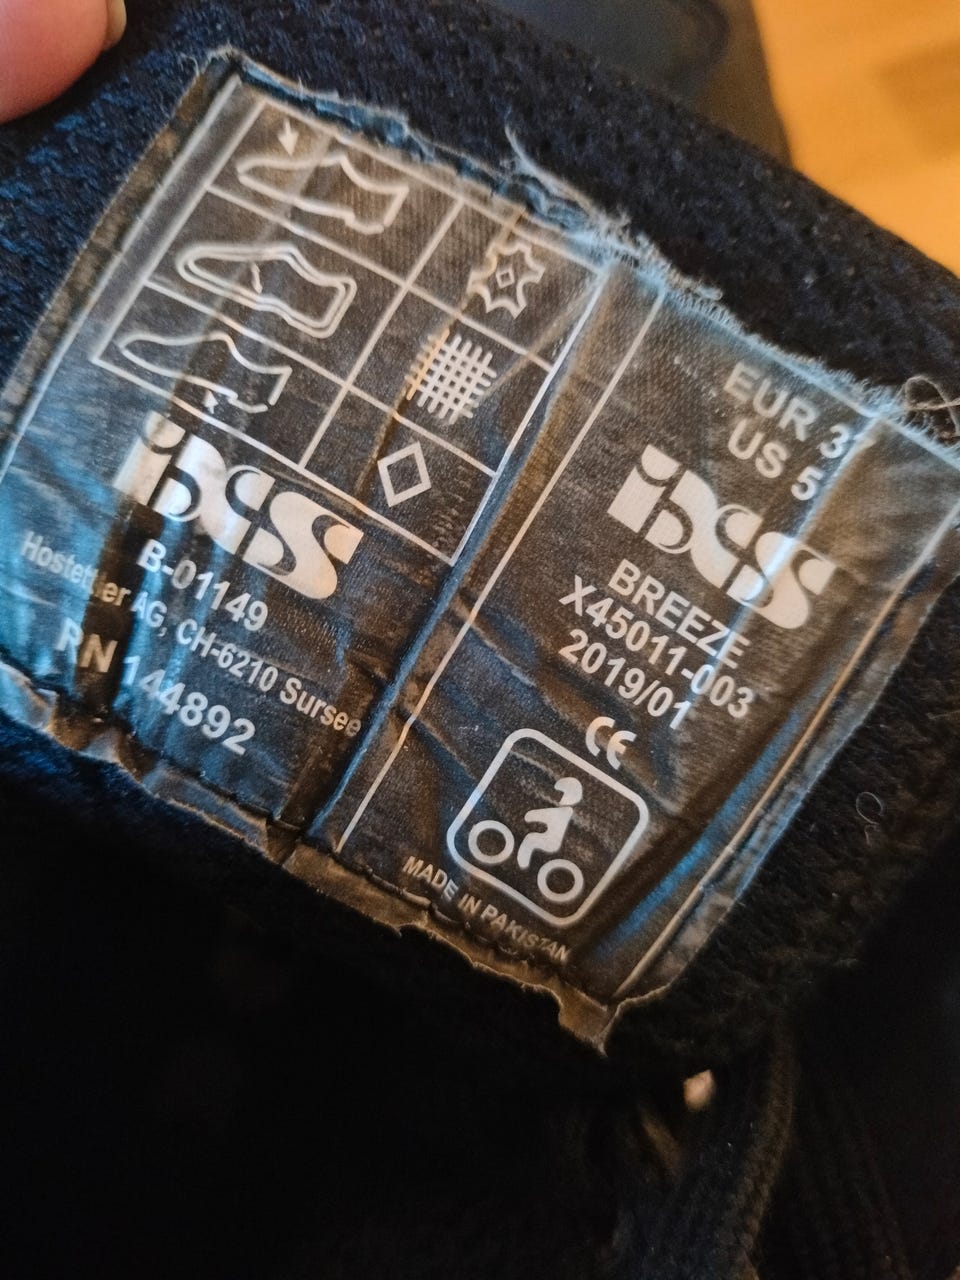 iXS
B-01149
Hostettler AG, CH-6210 Sursee
RN 144892
EUR
US 5
iXS
BREEZE
X45011-003
2019/01
CE
MADE IN PAKISTAN